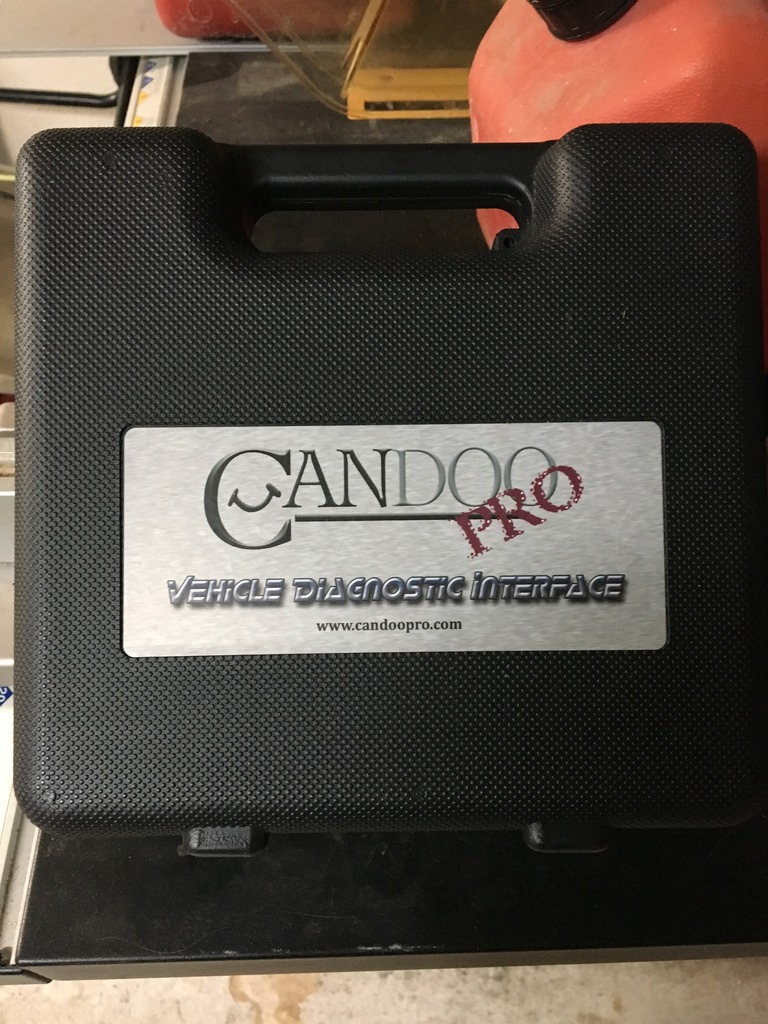 CANDOO
PRO
VEHICLE DIAGNOSTIC INTERFACE
www.candoopro.com